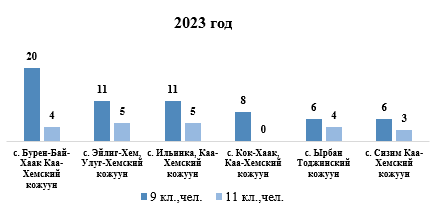 2023 год
20
4
11
5
11
5
8
0
6
4
6
3
с. Бурен-Бай-
Хаак Каа-
Хемский
кожуун
с. Эйлиг-Хем,
Улуг-Хемский
кожуун
с. Ильинка, Каа-
Хемский
кожуун
с. Кок-Хаак,
Каа-Хемский
кожуун
с. Ырбан
Тоджинский
кожуун
с. Сизим Каа-
Хемский
кожуун
9 кл.,чел.
11 кл.,чел.